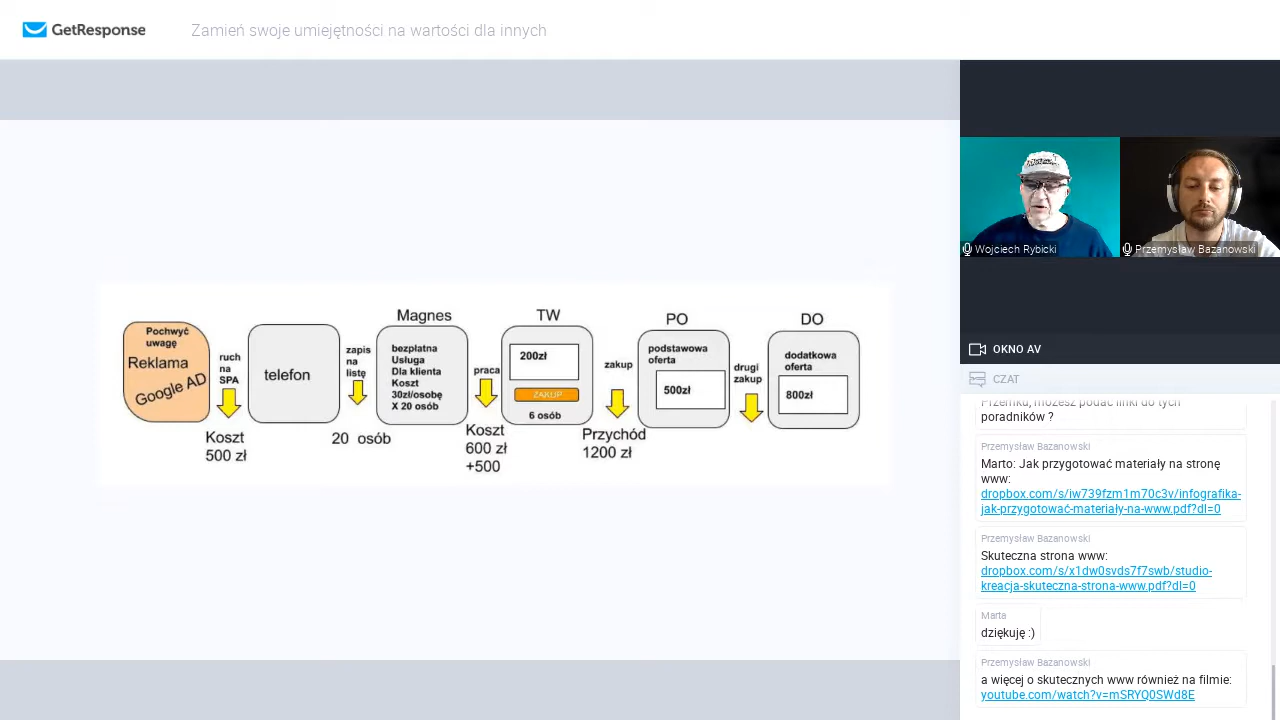 GetResponse
Zamień swoje umiejętności na wartości dla innych
Pochwyć
uwagę
Reklama
Google AD
ruch
na
SPA
Koszt
500 zł
telefon
zapis
na
listę
20 osób
Magnes
bezpłatna
Usługa
Dla klienta
Koszt
30zł/osobę
X 20 osób
praca
Koszt
600 zł
+500
TW
200zł
ZAKUP
6 osób
zakup
Przychód
1200 zł
PO
podstawowa
oferta
500zł
drugi
zakup
DO
dodatkowa
oferta
800zł
Wojciech Rybicki
Przemysław Bazanowski
OKNO AV
CZAT
Przemku, możesz podać linki do tych
poradników ?
Przemysław Bazanowski
Marto: Jak przygotować materiały na stronę
www:
dropbox.com/s/iw739fzm1m70c3v/infografika-
jak-przygotować-materiały-na-www.pdf?dl=0
Przemysław Bazanowski
Skuteczna strona www:
dropbox.com/s/x1dw0svds7f7swb/studio-
kreacja-skuteczna-strona-www.pdf?dl=0
Marta
dziękuję :)
Przemysław Bazanowski
a więcej o skutecznych www również na filmie:
youtube.com/watch?v=mSRYQ0SWd8E